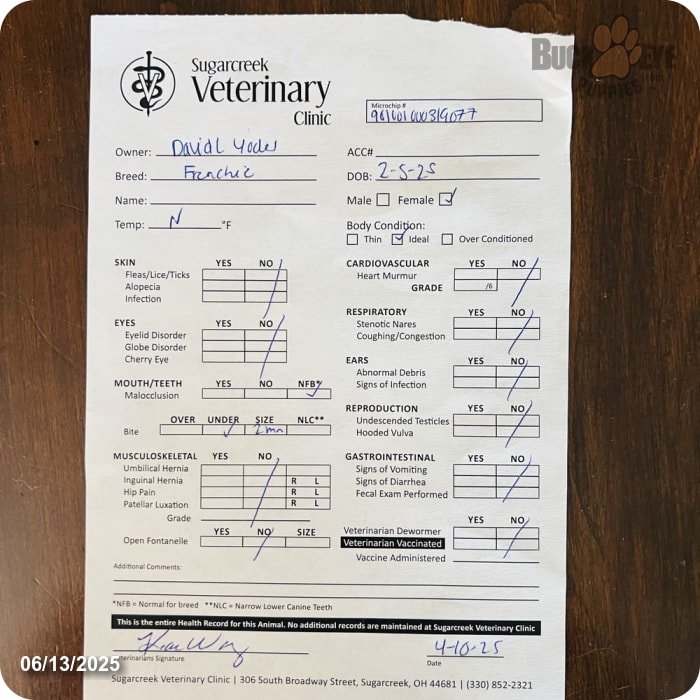 BUCKEYE
PUPPIES.com
Sugarcreek
Veterinary
Clinic
Microchip #
Owner: David L Yoder
ACC#
Breed: Frenchie
DOB: 2-5-25
Name:
Male Female ✓
Temp: N °F
Body Condition:
Thin ✓ Ideal Over Conditioned
SKIN YES NO
Fleas/Lice/Ticks
Alopecia
Infection
CARDIOVASCULAR YES NO
Heart Murmur
GRADE /6
EYES YES NO
Eyelid Disorder
Globe Disorder
Cherry Eye
RESPIRATORY YES NO
Stenotic Nares
Coughing/Congestion
MOUTH/TEETH YES NO NFB*
Malocclusion ✓
EARS YES NO
Abnormal Debris
Signs of Infection
OVER UNDER SIZE NLC**
Bite ✓ 2mm
REPRODUCTION YES NO
Undescended Testicles
Hooded Vulva
MUSCULOSKELETAL YES NO
Umbilical Hernia
Inguinal Hernia R L
Hip Pain R L
Patellar Luxation R L
Grade
GASTROINTESTINAL YES NO
Signs of Vomiting
Signs of Diarrhea
Fecal Exam Performed
YES NO SIZE
Open Fontanelle
YES NO
Veterinarian Dewormer
Veterinarian Vaccinated
Vaccine Administered
Additional Comments:
*NFB = Normal for breed **NLC = Narrow Lower Canine Teeth
This is the entire Health Record for this Animal. No additional records are maintained at Sugarcreek Veterinary Clinic
4-10-25
Veterinarians Signature
Date
06/13/2025
Sugarcreek Veterinary Clinic | 306 South Broadway Street, Sugarcreek, OH 44681 | (330) 852-2321